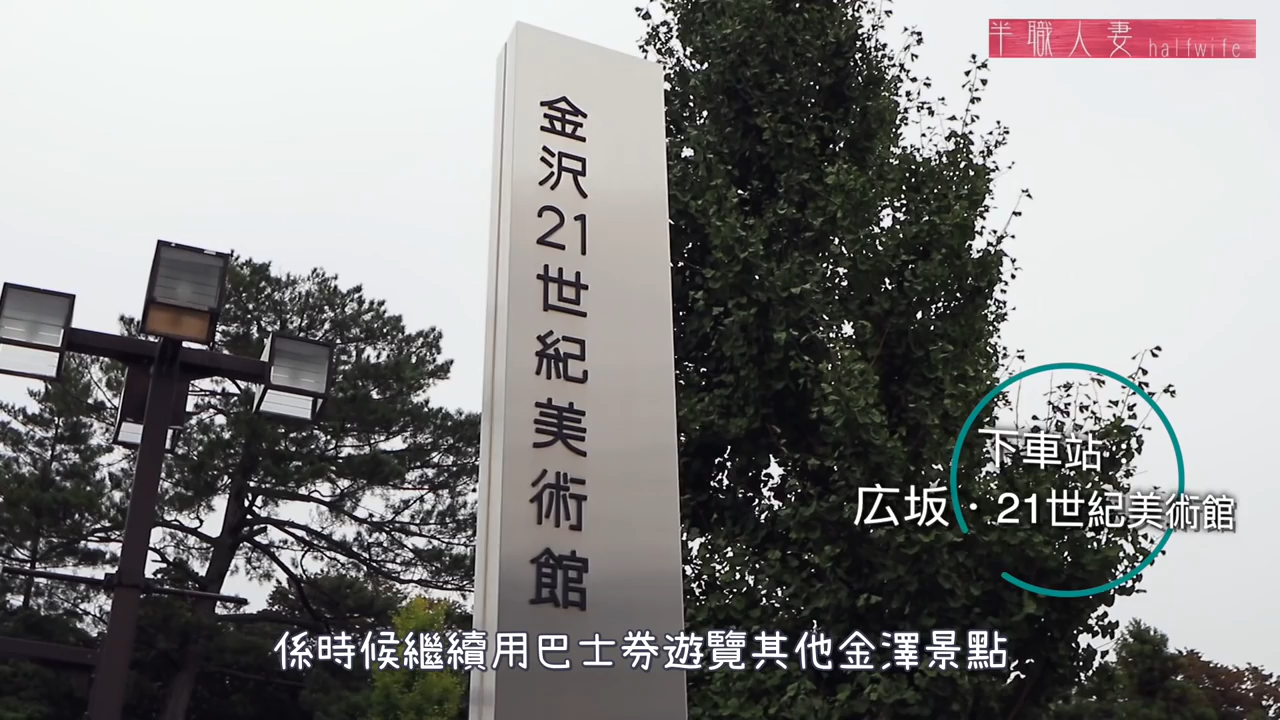 半職人妻 halfwife
金沢21世紀美術館
下車站
広坂・21世紀美術館
係時候繼續用巴士券遊覽其他金澤景點